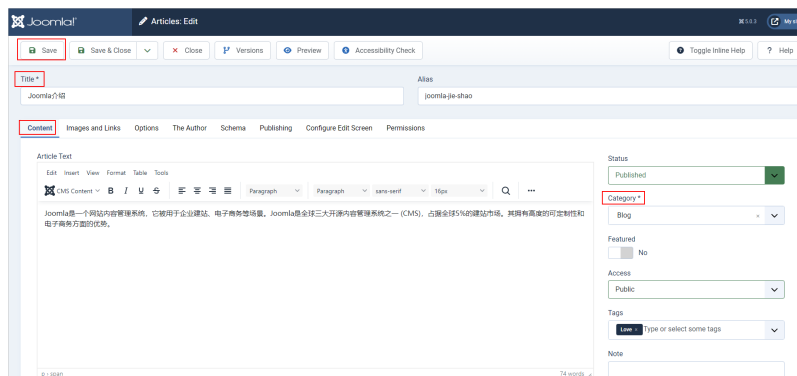 Joomla!® Articles: Edit 5.0.3
Save Save & Close Close Versions Preview Accessibility Check Toggle Inline Help ? Help
Title * Alias
Joomla介绍 joomla-jie-shao
Content Images and Links Options The Author Schema Publishing Configure Edit Screen Permissions
Article Text
Edit Insert View Format Table Tools
CMS Content B I U S Paragraph Paragraph sans-serif 16px
Joomla是一个网站内容管理系统，它被用于企业建站、电子商务等场景。Joomla是全球三大开源内容管理系统之一 (CMS)，占据全球5%的建站市场。其拥有高度的可定制性和
电子商务方面的优势。
p › span 74 words
Status
Published
Category *
Blog
Featured
No
Access
Public
Tags
Love × Type or select some tags
Note